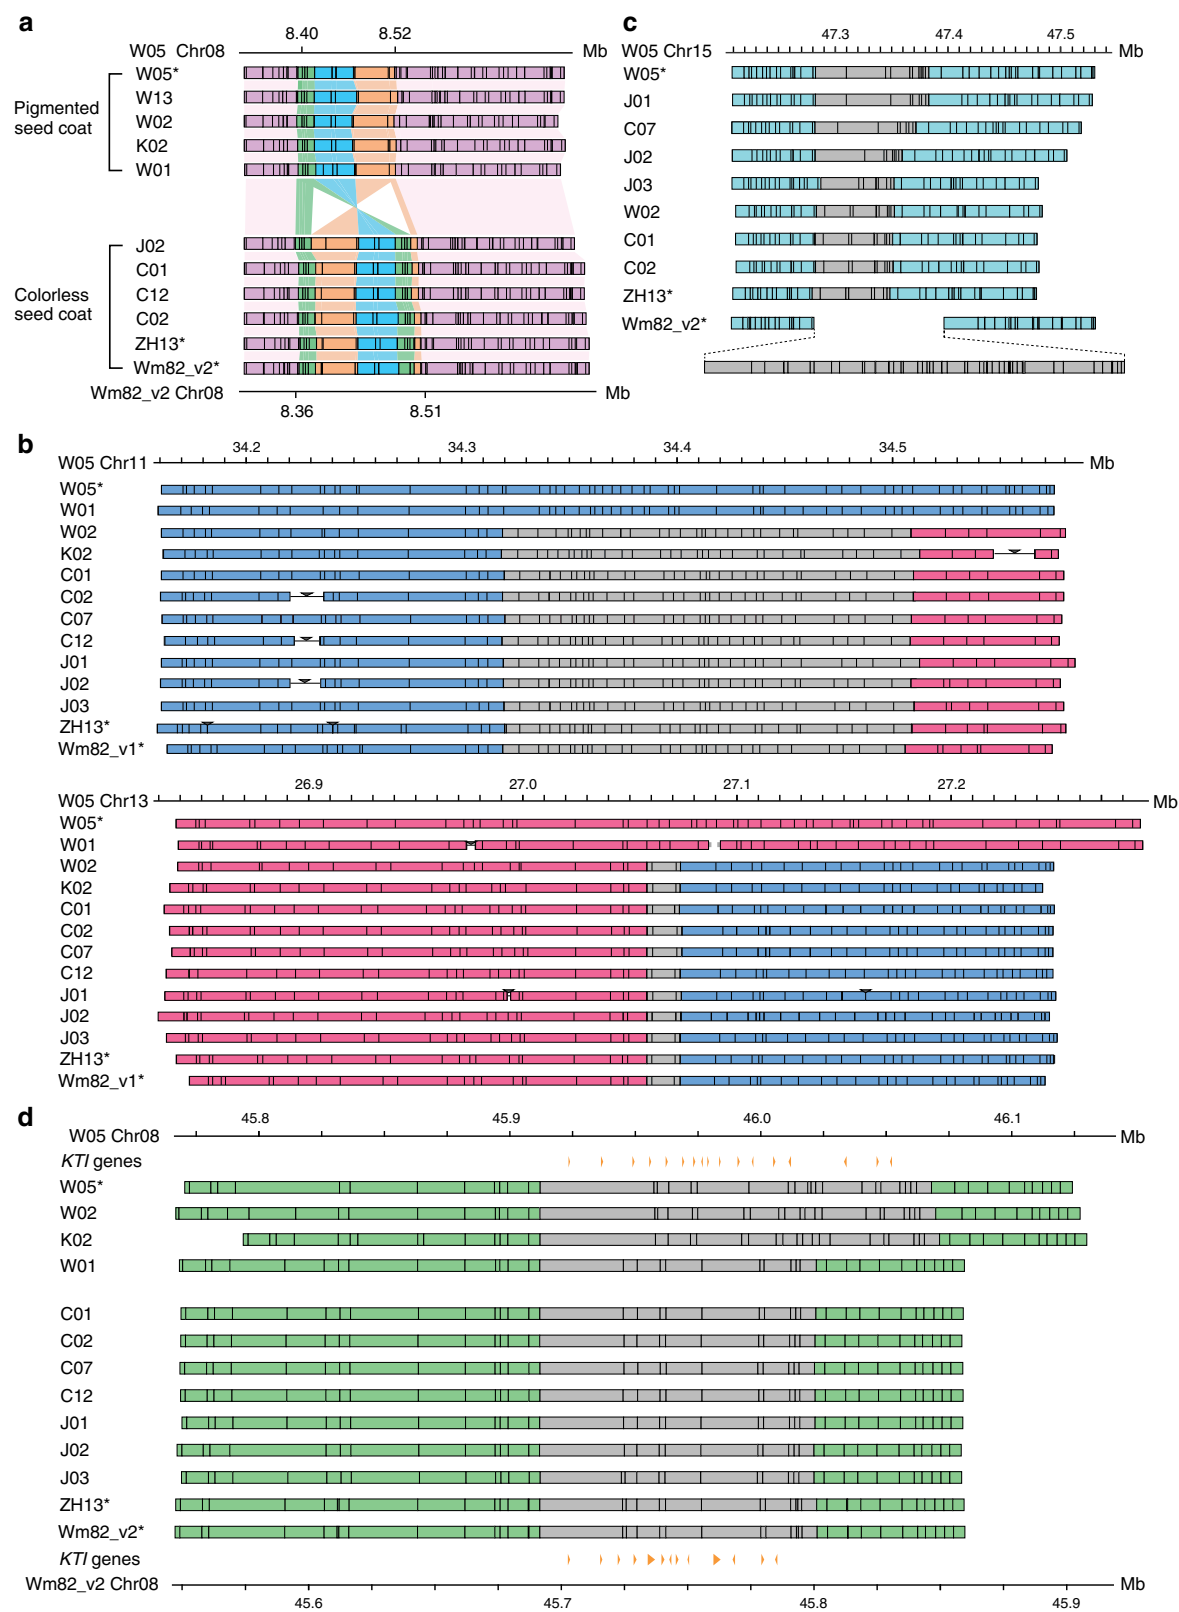 a
8.40 8.52
W05 Chr08 Mb
Pigmented
seed coat
W05*
W13
W02
K02
W01
Colorless
seed coat
J02
C01
C12
C02
ZH13*
Wm82_v2*
Wm82_v2 Chr08 Mb
8.36 8.51
c
47.3 47.4 47.5
W05 Chr15 Mb
W05*
J01
C07
J02
J03
W02
C01
C02
ZH13*
Wm82_v2*
b
34.2 34.3 34.4 34.5
W05 Chr11 Mb
W05*
W01
W02
K02
C01
C02
C07
C12
J01
J02
J03
ZH13*
Wm82_v1*
26.9 27.0 27.1 27.2
W05 Chr13 Mb
W05*
W01
W02
K02
C01
C02
C07
C12
J01
J02
J03
ZH13*
Wm82_v1*
d
45.8 45.9 46.0 46.1
W05 Chr08 Mb
KTI genes
W05*
W02
K02
W01
C01
C02
C07
C12
J01
J02
J03
ZH13*
Wm82_v2*
KTI genes
Wm82_v2 Chr08 Mb
45.6 45.7 45.8 45.9